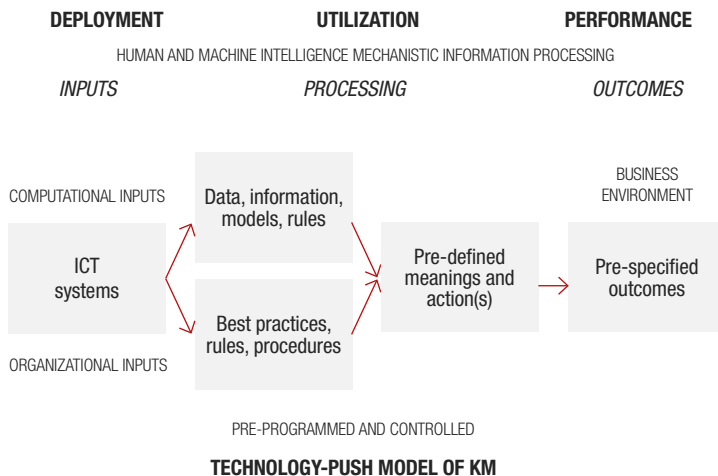 DEPLOYMENT UTILIZATION PERFORMANCE
HUMAN AND MACHINE INTELLIGENCE MECHANISTIC INFORMATION PROCESSING
INPUTS PROCESSING OUTCOMES
COMPUTATIONAL INPUTS
ICT
systems
ORGANIZATIONAL INPUTS
Data, information,
models, rules
Best practices,
rules, procedures
Pre-defined
meanings and
action(s)
BUSINESS
ENVIRONMENT
Pre-specified
outcomes
PRE-PROGRAMMED AND CONTROLLED
TECHNOLOGY-PUSH MODEL OF KM